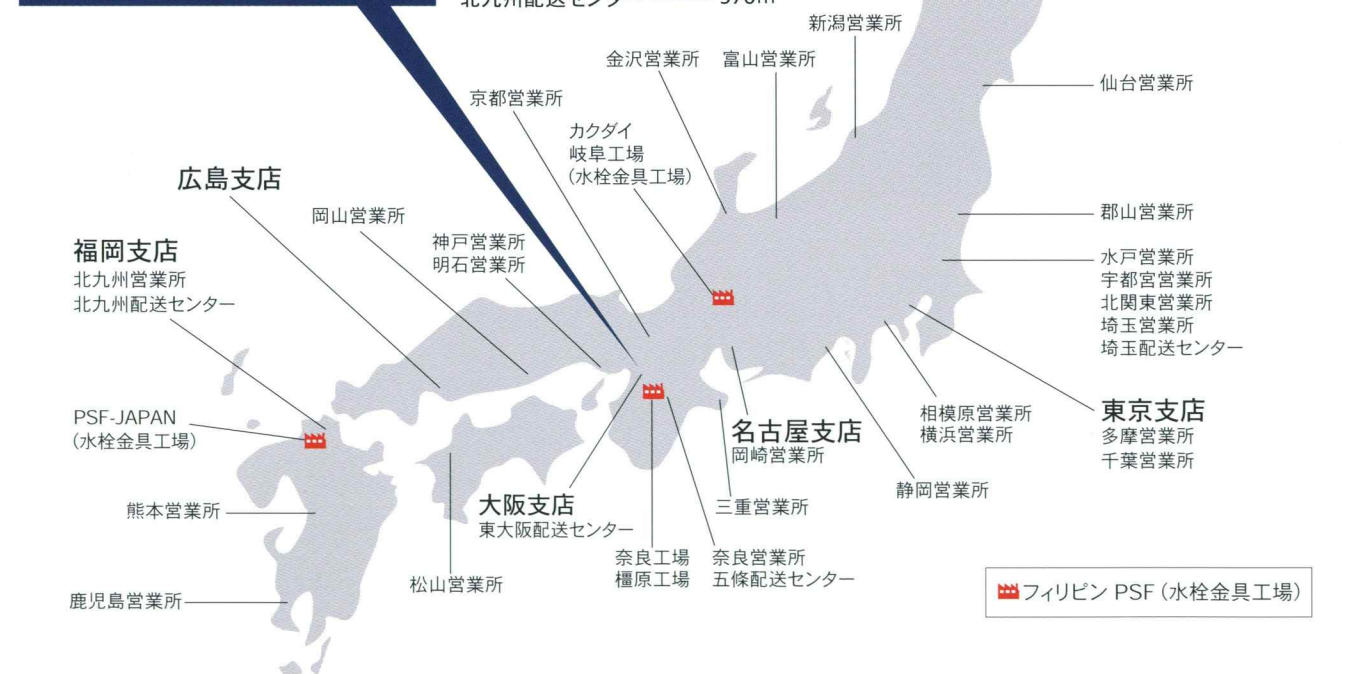 北九州配送センター 370m
新潟営業所
金沢営業所
富山営業所
仙台営業所
京都営業所
カクダイ
岐阜工場
(水栓金具工場)
広島支店
岡山営業所
神戸営業所
明石営業所
福岡支店
北九州営業所
北九州配送センター
郡山営業所
水戸営業所
宇都宮営業所
北関東営業所
埼玉営業所
埼玉配送センター
PSF-JAPAN
(水栓金具工場)
相模原営業所
横浜営業所
東京支店
多摩営業所
千葉営業所
名古屋支店
岡崎営業所
静岡営業所
大阪支店
東大阪配送センター
三重営業所
熊本営業所
奈良工場
橿原工場
奈良営業所
五條配送センター
松山営業所
鹿児島営業所
フィリピン PSF (水栓金具工場)